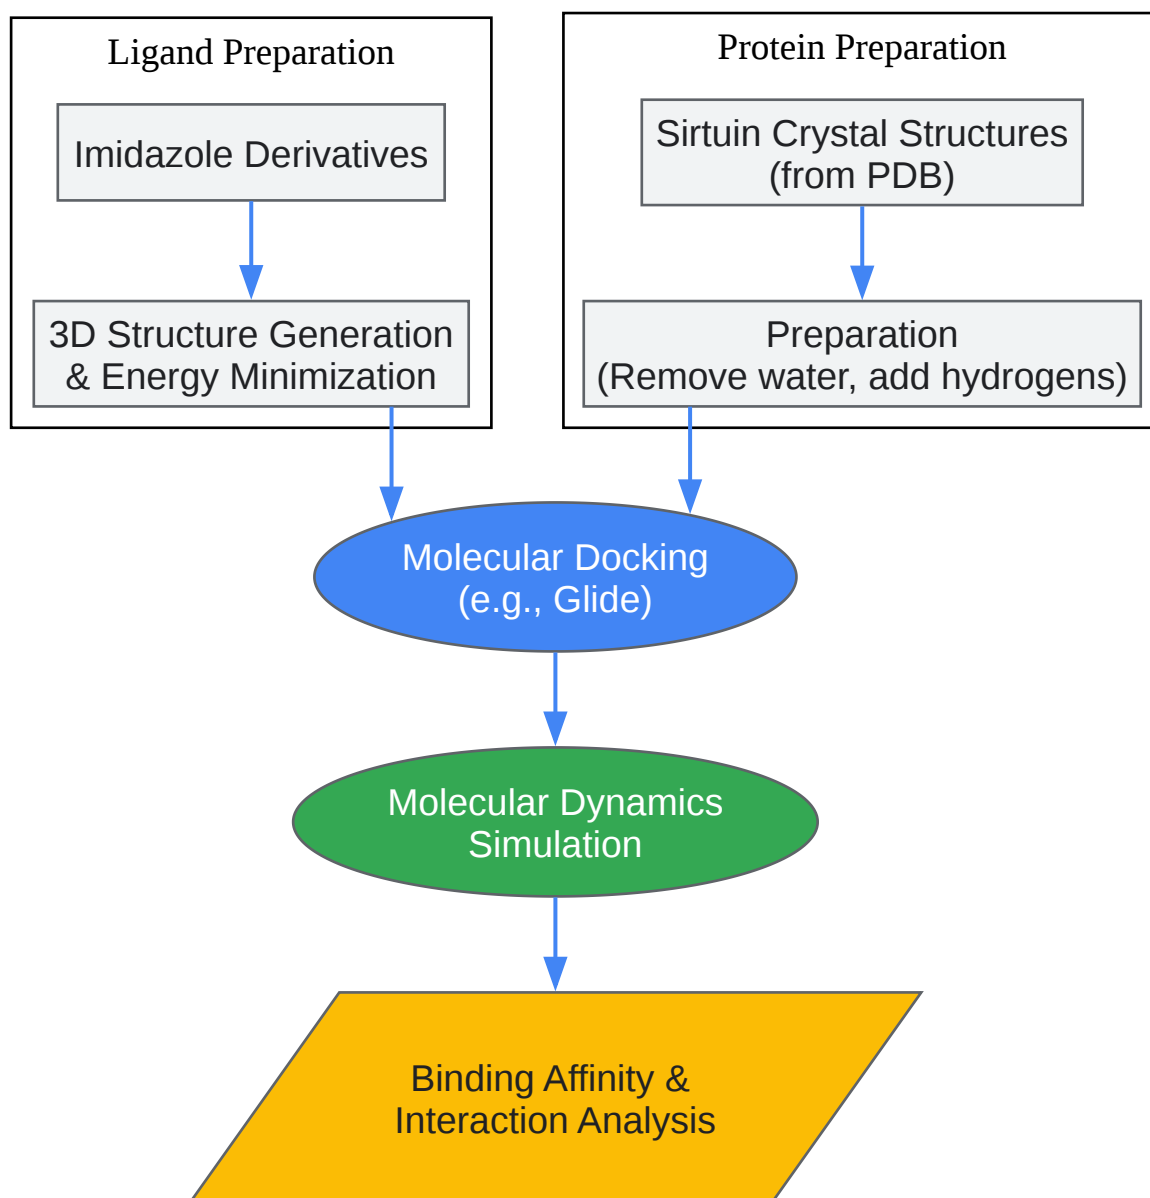 Ligand Preparation
Imidazole Derivatives
3D Structure Generation
& Energy Minimization
Protein Preparation
Sirtuin Crystal Structures
(from PDB)
Preparation
(Remove water, add hydrogens)
Molecular Docking
(e.g., Glide)
Molecular Dynamics
Simulation
Binding Affinity &
Interaction Analysis